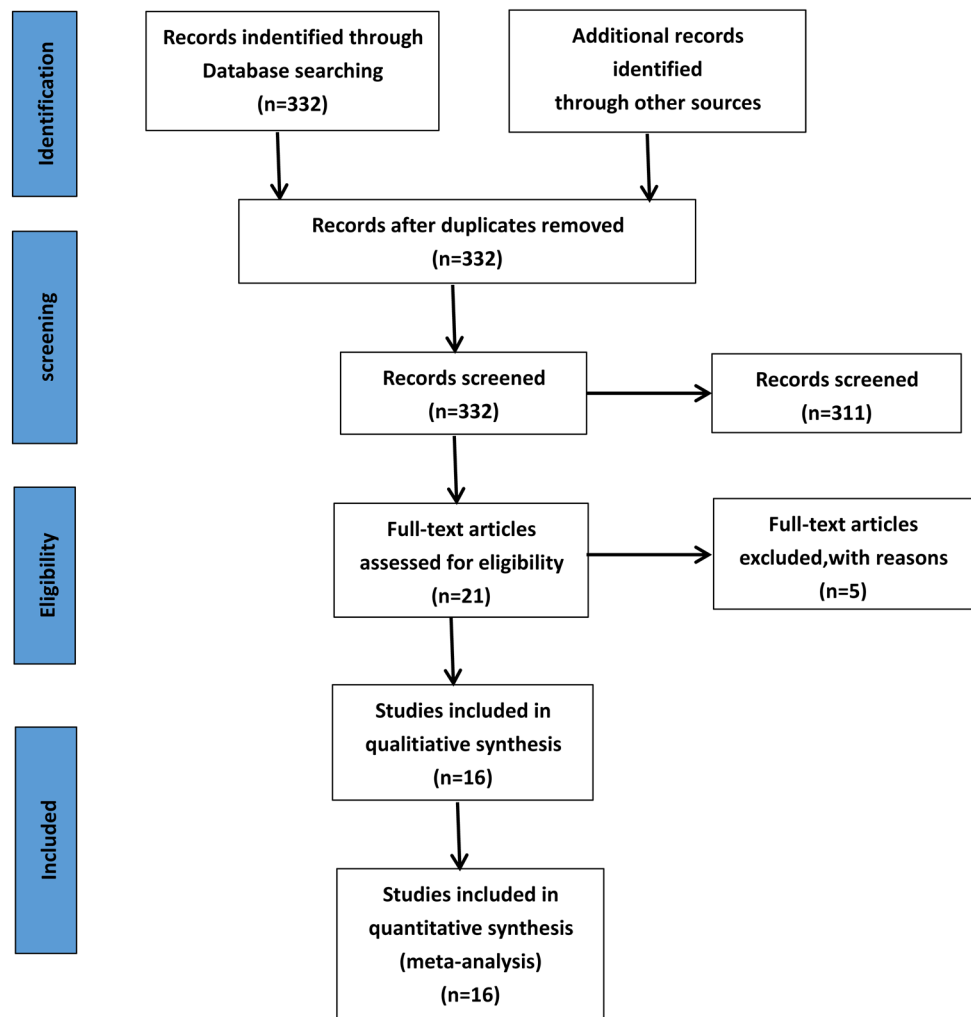 Identification
Records indentified through
Database searching
(n=332)
Additional records
identified
through other sources
Records after duplicates removed
(n=332)
screening
Records screened
(n=332)
Records screened
(n=311)
Eligibility
Full-text articles
assessed for eligibility
(n=21)
Full-text articles
excluded,with reasons
(n=5)
Studies included in
qualitiative synthesis
(n=16)
Included
Studies included in
quantitative synthesis
(meta-analysis)
(n=16)